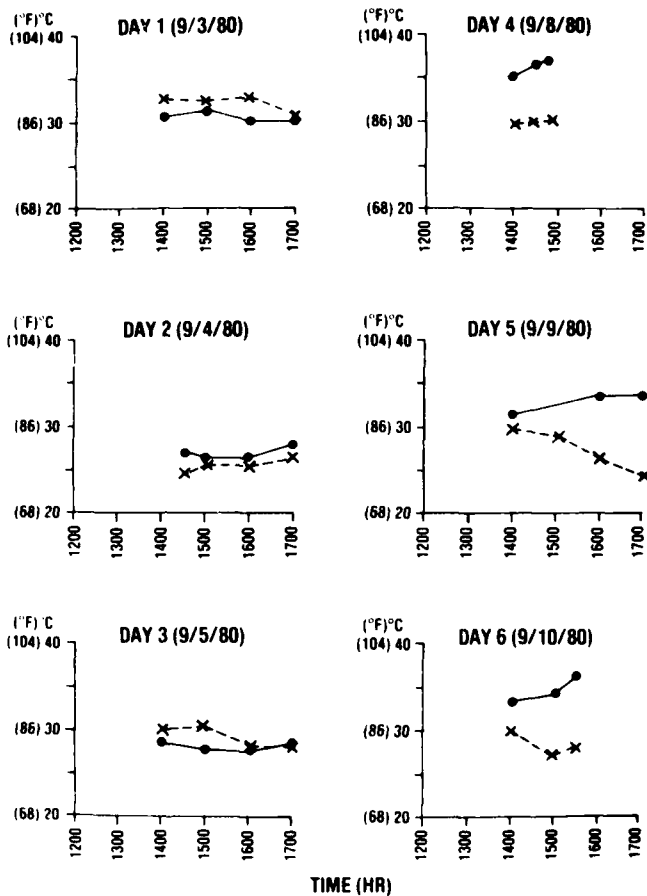 DAY 1 (9/3/80)
(°F)°C
(104) 40
(86) 30
(68) 20
1200 1300 1400 1500 1600 1700
DAY 4 (9/8/80)
(°F)°C
(104) 40
(86) 30
(68) 20
1200 1300 1400 1500 1600 1700
DAY 2 (9/4/80)
(°F)°C
(104) 40
(86) 30
(68) 20
1200 1300 1400 1500 1600 1700
DAY 5 (9/9/80)
(°F)°C
(104) 40
(86) 30
(68) 20
1200 1300 1400 1500 1600 1700
DAY 3 (9/5/80)
(°F)°C
(104) 40
(86) 30
(68) 20
1200 1300 1400 1500 1600 1700
DAY 6 (9/10/80)
(°F)°C
(104) 40
(86) 30
(68) 20
1200 1300 1400 1500 1600 1700
TIME (HR)